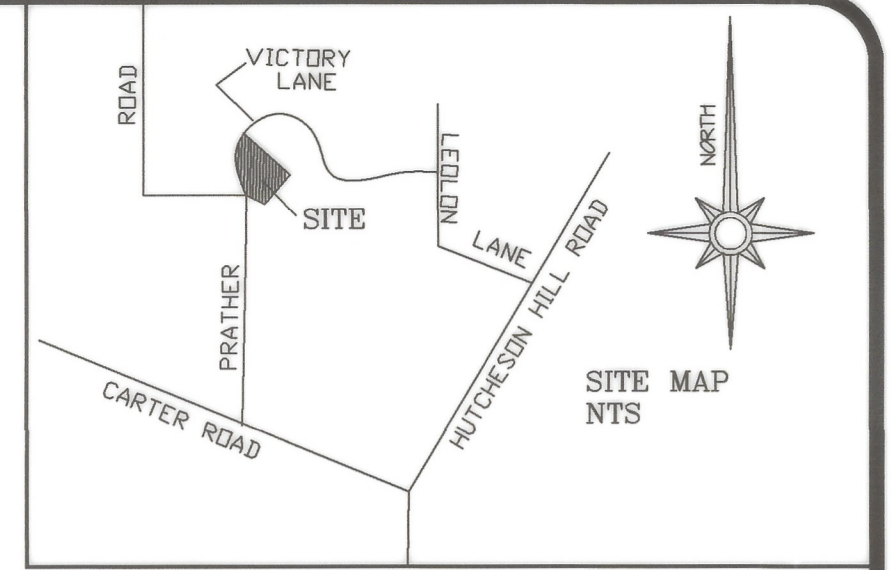 VICTORY
LANE
ROAD
NORTH
LEOLON
SITE
LANE
HUTCHESON HILL ROAD
PRATHER
SITE MAP
NTS
CARTER ROAD